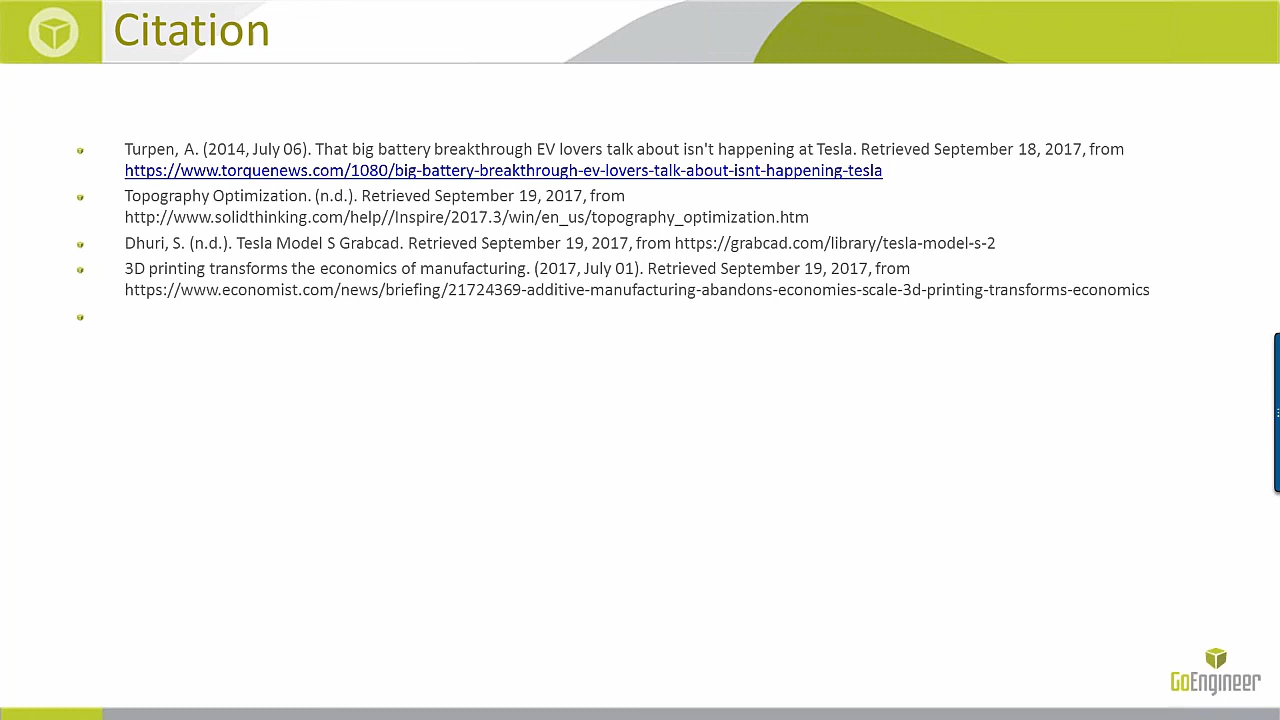 Citation
Turpen, A. (2014, July 06). That big battery breakthrough EV lovers talk about isn't happening at Tesla. Retrieved September 18, 2017, from
https://www.torquenews.com/1080/big-battery-breakthrough-ev-lovers-talk-about-isnt-happening-tesla
Topography Optimization. (n.d.). Retrieved September 19, 2017, from
http://www.solidthinking.com/help//Inspire/2017.3/win/en_us/topography_optimization.htm
Dhuri, S. (n.d.). Tesla Model S Grabcad. Retrieved September 19, 2017, from https://grabcad.com/library/tesla-model-s-2
3D printing transforms the economics of manufacturing. (2017, July 01). Retrieved September 19, 2017, from
https://www.economist.com/news/briefing/21724369-additive-manufacturing-abandons-economies-scale-3d-printing-transforms-economics
GoEngineer